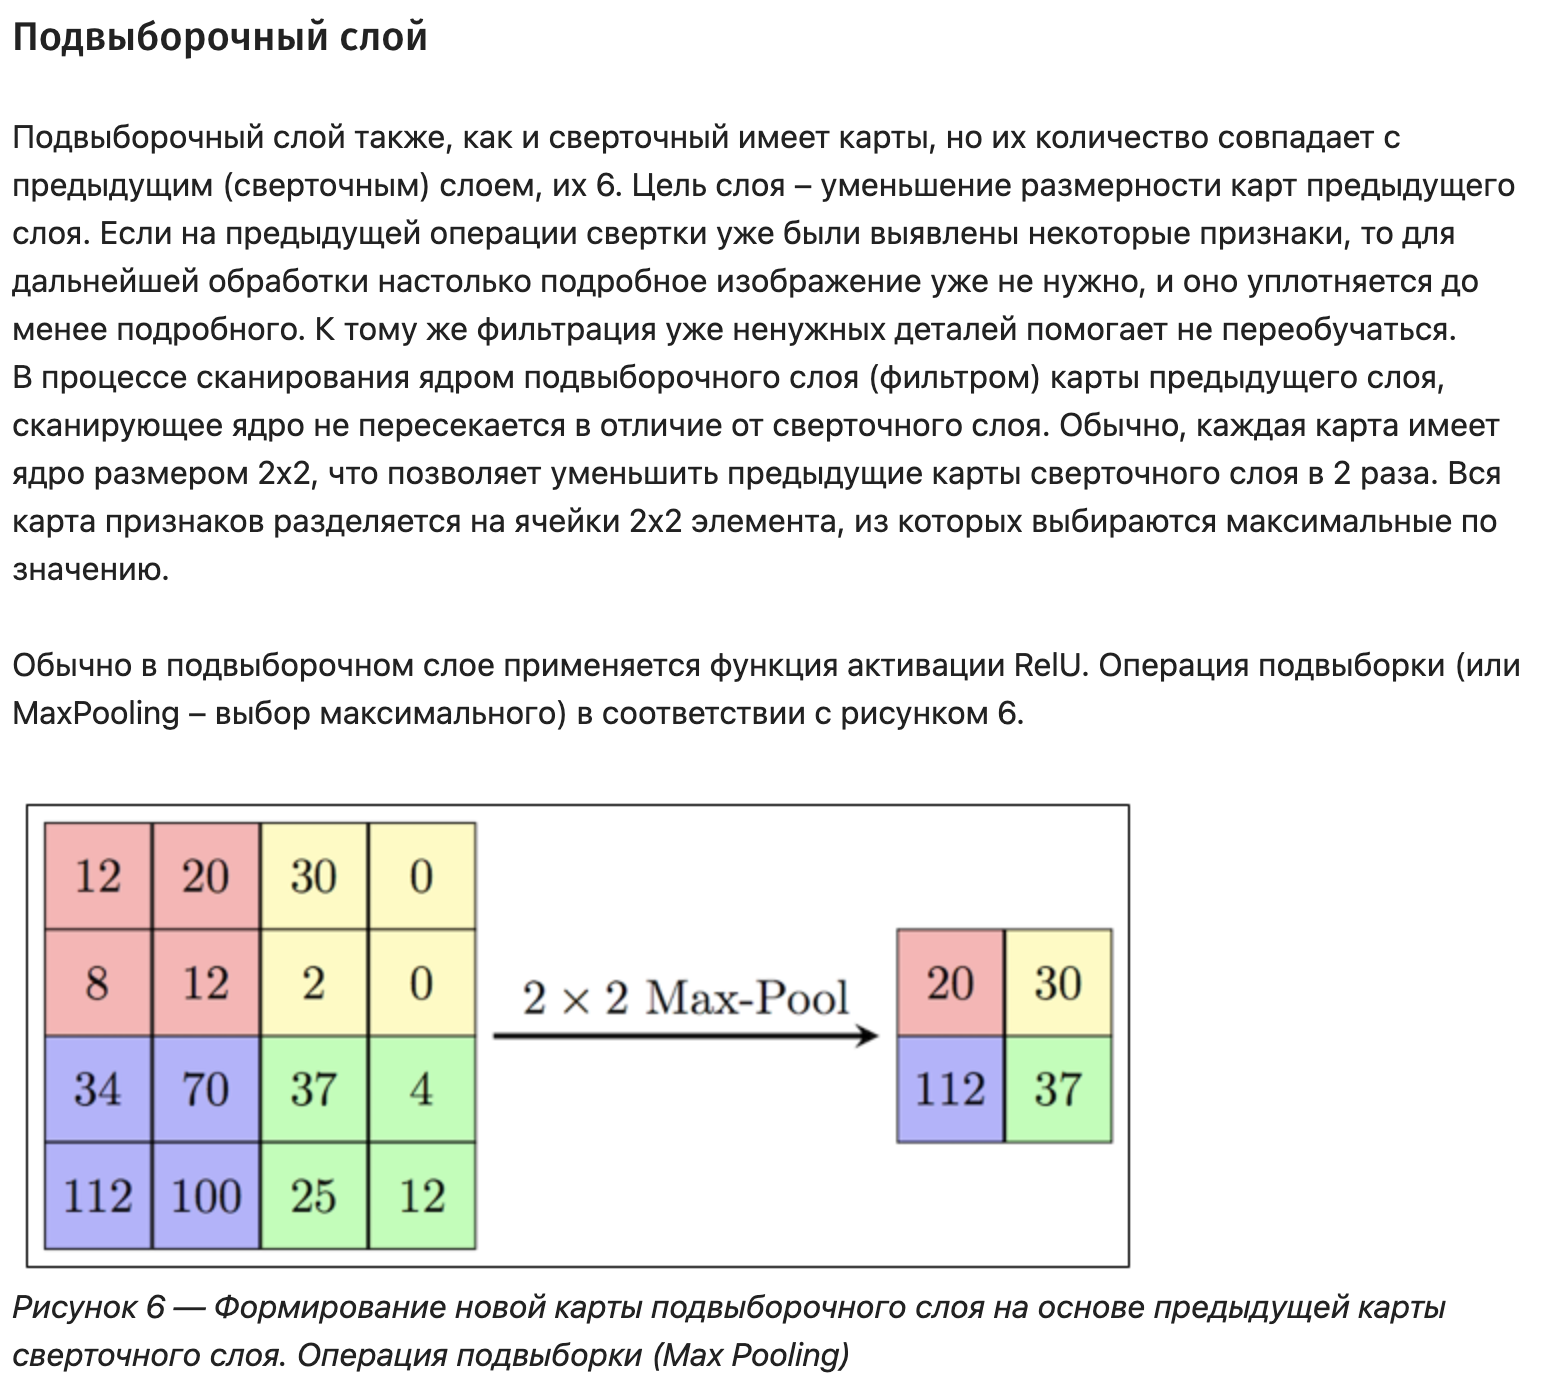 Подвыборочный слой
Подвыборочный слой также, как и сверточный имеет карты, но их количество совпадает с
предыдущим (сверточным) слоем, их 6. Цель слоя – уменьшение размерности карт предыдущего
слоя. Если на предыдущей операции свертки уже были выявлены некоторые признаки, то для
дальнейшей обработки настолько подробное изображение уже не нужно, и оно уплотняется до
менее подробного. К тому же фильтрация уже ненужных деталей помогает не переобучаться.
В процессе сканирования ядром подвыборочного слоя (фильтром) карты предыдущего слоя,
сканирующее ядро не пересекается в отличие от сверточного слоя. Обычно, каждая карта имеет
ядро размером 2x2, что позволяет уменьшить предыдущие карты сверточного слоя в 2 раза. Вся
карта признаков разделяется на ячейки 2x2 элемента, из которых выбираются максимальные по
значению.
Обычно в подвыборочном слое применяется функция активации RelU. Операция подвыборки (или
MaxPooling – выбор максимального) в соответствии с рисунком 6.
12 20 30 0
8 12 2 0
34 70 37 4
112 100 25 12
2 × 2 Max-Pool
20 30
112 37
Рисунок 6 — Формирование новой карты подвыборочного слоя на основе предыдущей карты
сверточного слоя. Операция подвыборки (Max Pooling)